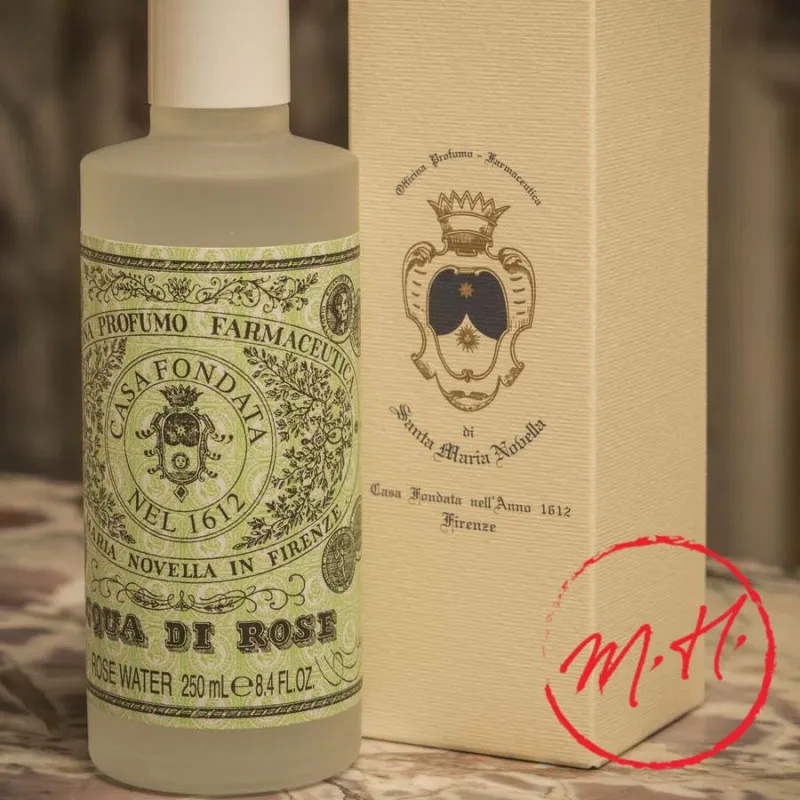 PROFUMO FARMACEUTICA
CASA FONDATA
NEL 1612
MARIA NOVELLA IN FIRENZE
DI ROSE
ROSE WATER 250 mL ℮ 8.4 FL.OZ.
Officina Profumo - Farmaceutica
di
Santa Maria Novella
Casa Fondata nell'Anno 1612
Firenze
M. H.